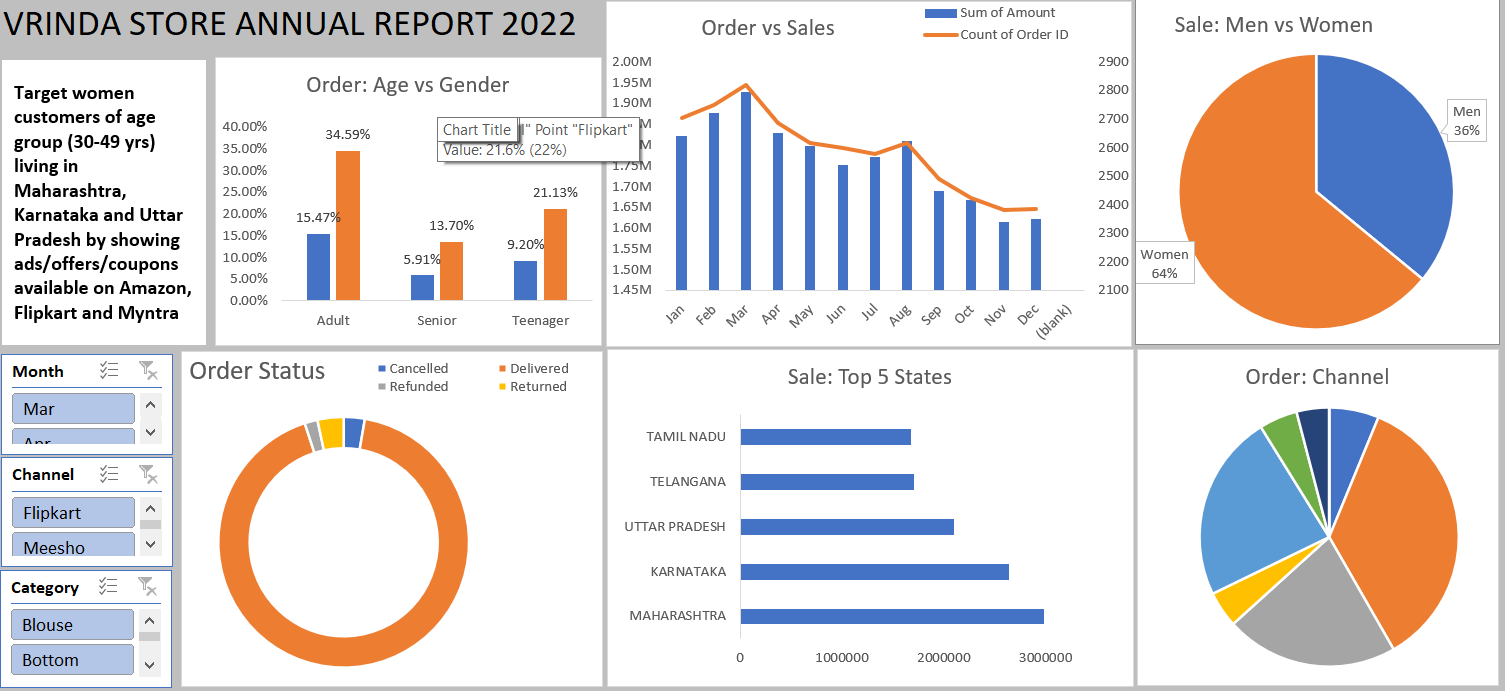 VRINDA STORE ANNUAL REPORT 2022
Target women
customers of age
group (30-49 yrs)
living in
Maharashtra,
Karnataka and Uttar
Pradesh by showing
ads/offers/coupons
available on Amazon,
Flipkart and Myntra
Order: Age vs Gender
40.00%
35.00%
30.00%
25.00%
20.00%
15.00%
10.00%
5.00%
0.00%
15.47%
34.59%
5.91%
13.70%
9.20%
21.13%
Adult
Senior
Teenager
Chart Title
" Point "Flipkart"
Value: 21.6% (22%)
Order vs Sales
Sum of Amount
Count of Order ID
2.00M
1.95M
1.90M
1.75M
1.70M
1.65M
1.60M
1.55M
1.50M
1.45M
2900
2800
2700
2600
2500
2400
2300
2200
2100
Jan
Feb
Mar
Apr
May
Jun
Jul
Aug
Sep
Oct
Nov
Dec
(blank)
Sale: Men vs Women
Men
36%
Women
64%
Month
Mar
Apr
Channel
Flipkart
Meesho
Category
Blouse
Bottom
Order Status
Cancelled
Delivered
Refunded
Returned
Sale: Top 5 States
TAMIL NADU
TELANGANA
UTTAR PRADESH
KARNATAKA
MAHARASHTRA
0
1000000
2000000
3000000
Order: Channel